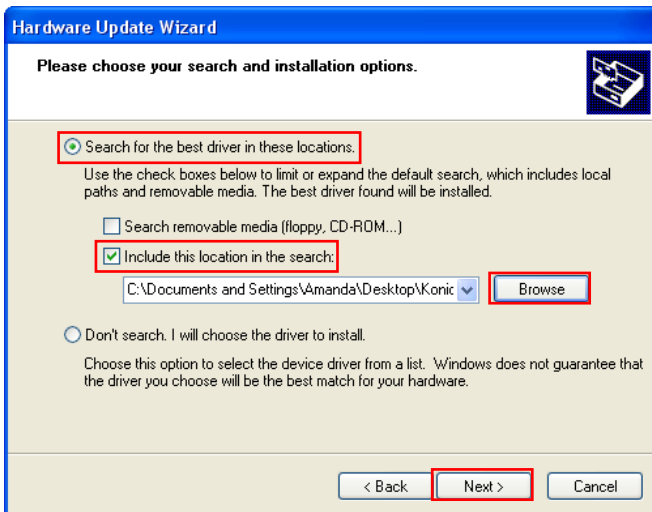 Hardware Update Wizard
Please choose your search and installation options.
Search for the best driver in these locations.
Use the check boxes below to limit or expand the default search, which includes local
paths and removable media. The best driver found will be installed.
Search removable media (floppy, CD-ROM...)
Include this location in the search:
C:\Documents and Settings\Amanda\Desktop\Konic
Browse
Don't search. I will choose the driver to install.
Choose this option to select the device driver from a list. Windows does not guarantee that
the driver you choose will be the best match for your hardware.
< Back Next > Cancel